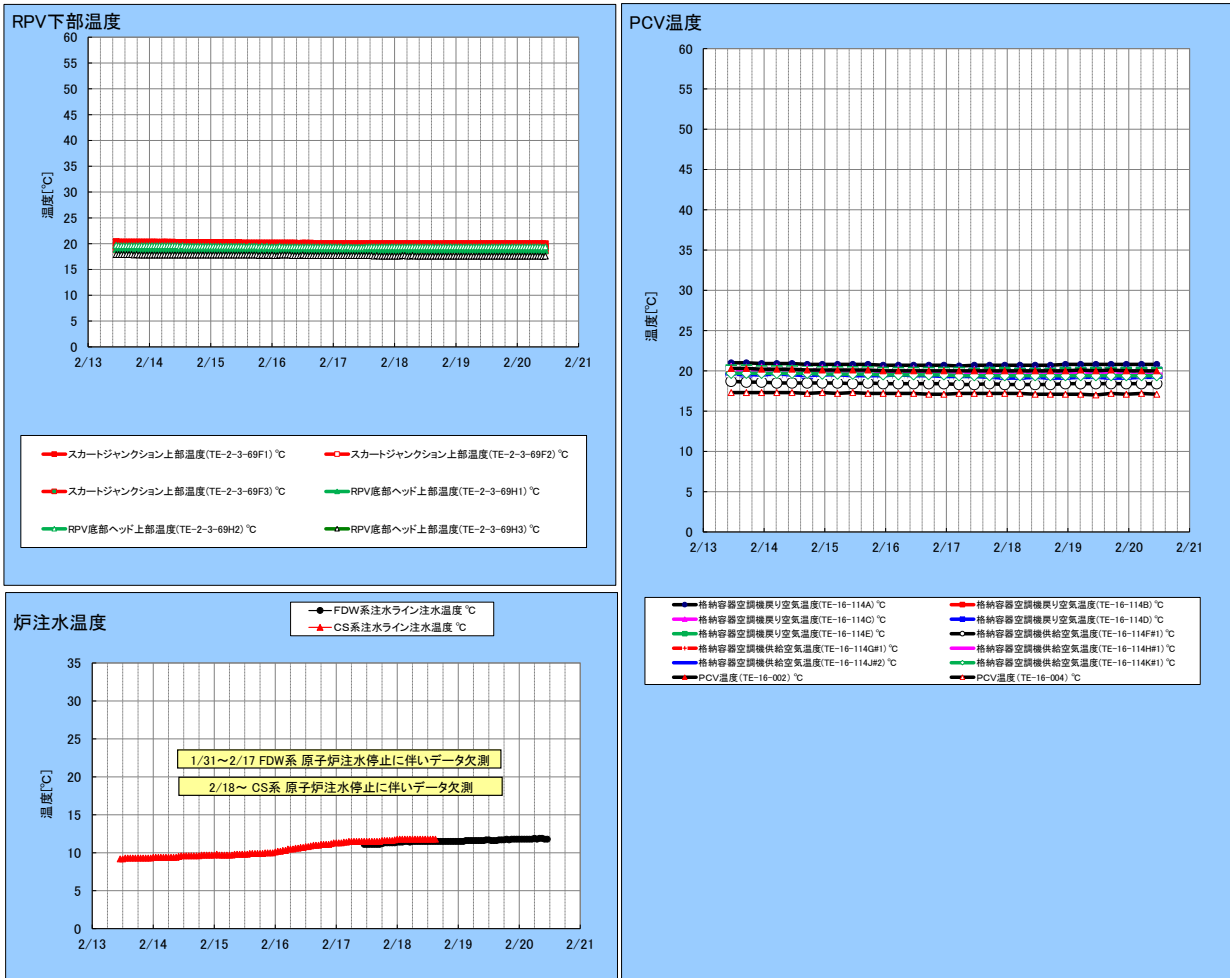 RPV下部温度
60
55
50
45
40
35
30
25
20
15
10
5
0
温度[℃]
2/13 2/14 2/15 2/16 2/17 2/18 2/19 2/20 2/21
スカートジャンクション上部温度(TE-2-3-69F1) ℃ スカートジャンクション上部温度(TE-2-3-69F2) ℃
スカートジャンクション上部温度(TE-2-3-69F3) ℃ RPV底部ヘッド上部温度(TE-2-3-69H1) ℃
RPV底部ヘッド上部温度(TE-2-3-69H2) ℃ RPV底部ヘッド上部温度(TE-2-3-69H3) ℃
炉注水温度
FDW系注水ライン注水温度 ℃
CS系注水ライン注水温度 ℃
35
30
25
20
15
10
5
0
温度[℃]
1/31～2/17 FDW系 原子炉注水停止に伴いデータ欠測
2/18～ CS系 原子炉注水停止に伴いデータ欠測
2/13 2/14 2/15 2/16 2/17 2/18 2/19 2/20 2/21
PCV温度
60
55
50
45
40
35
30
25
20
15
10
5
0
温度[℃]
2/13 2/14 2/15 2/16 2/17 2/18 2/19 2/20 2/21
格納容器空調機戻り空気温度(TE-16-114A) ℃ 格納容器空調機戻り空気温度(TE-16-114B) ℃
格納容器空調機戻り空気温度(TE-16-114C) ℃ 格納容器空調機戻り空気温度(TE-16-114D) ℃
格納容器空調機戻り空気温度(TE-16-114E) ℃ 格納容器空調機供給空気温度(TE-16-114F#1) ℃
格納容器空調機供給空気温度(TE-16-114G#1) ℃ 格納容器空調機供給空気温度(TE-16-114H#1) ℃
格納容器空調機供給空気温度(TE-16-114J#2) ℃ 格納容器空調機供給空気温度(TE-16-114K#1) ℃
PCV温度(TE-16-002) ℃ PCV温度(TE-16-004) ℃